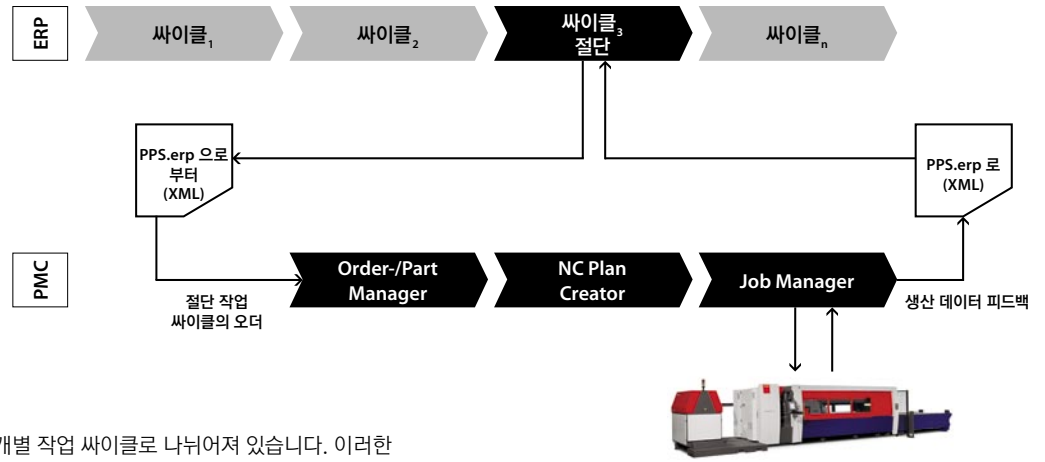 ERP
싸이클1
싸이클2
싸이클3
절단
싸이클n
PPS.erp 으로
부터
(XML)
PPS.erp 로
(XML)
PMC
Order-/Part
Manager
NC Plan
Creator
Job Manager
절단 작업
싸이클의 오더
생산 데이터 피드백
개별 작업 싸이클로 나뉘어져 있습니다. 이러한